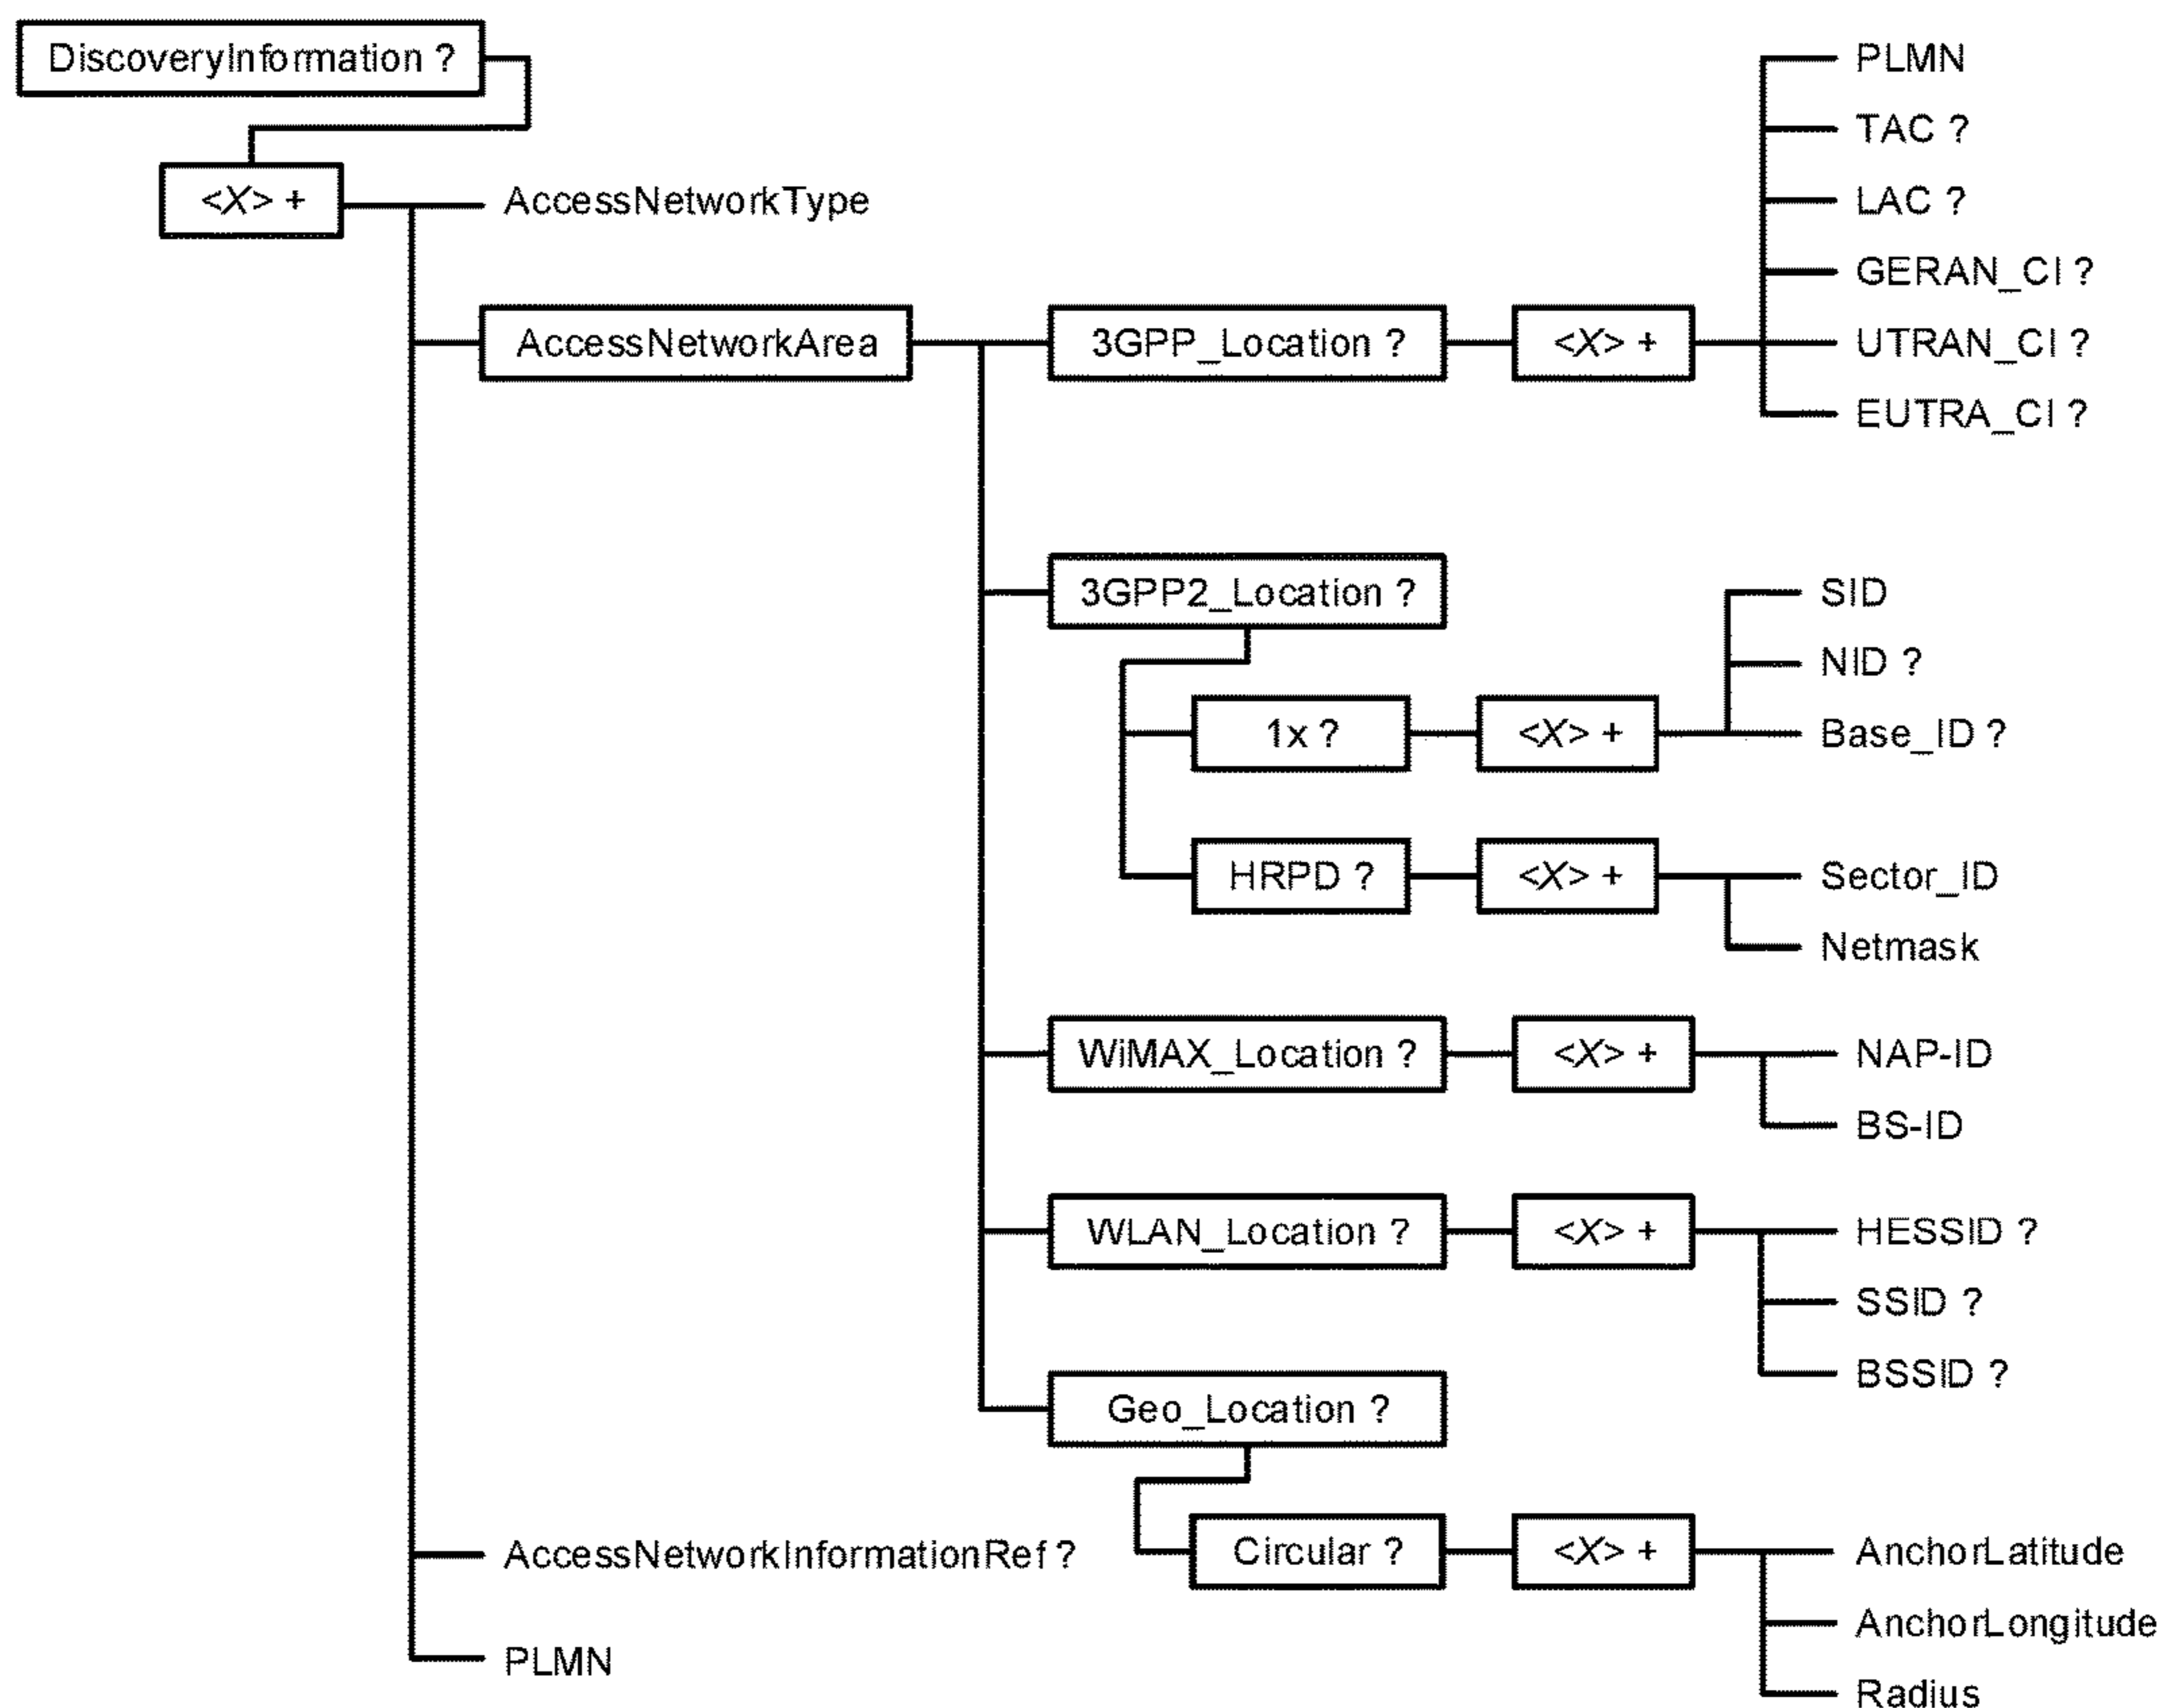 DiscoveryInformation ?
<X> +
AccessNetworkType
AccessNetworkArea
3GPP_Location ?
<X> +
PLMN
TAC ?
LAC ?
GERAN_CI ?
UTRAN_CI ?
EUTRA_CI ?
3GPP2_Location ?
1x ?
<X> +
SID
NID ?
Base_ID ?
HRPD ?
<X> +
Sector_ID
Netmask
WiMAX_Location ?
<X> +
NAP-ID
BS-ID
WLAN_Location ?
<X> +
HESSID ?
SSID ?
BSSID ?
Geo_Location ?
Circular ?
<X> +
AnchorLatitude
AnchorLongitude
Radius
AccessNetworkInformationRef ?
PLMN